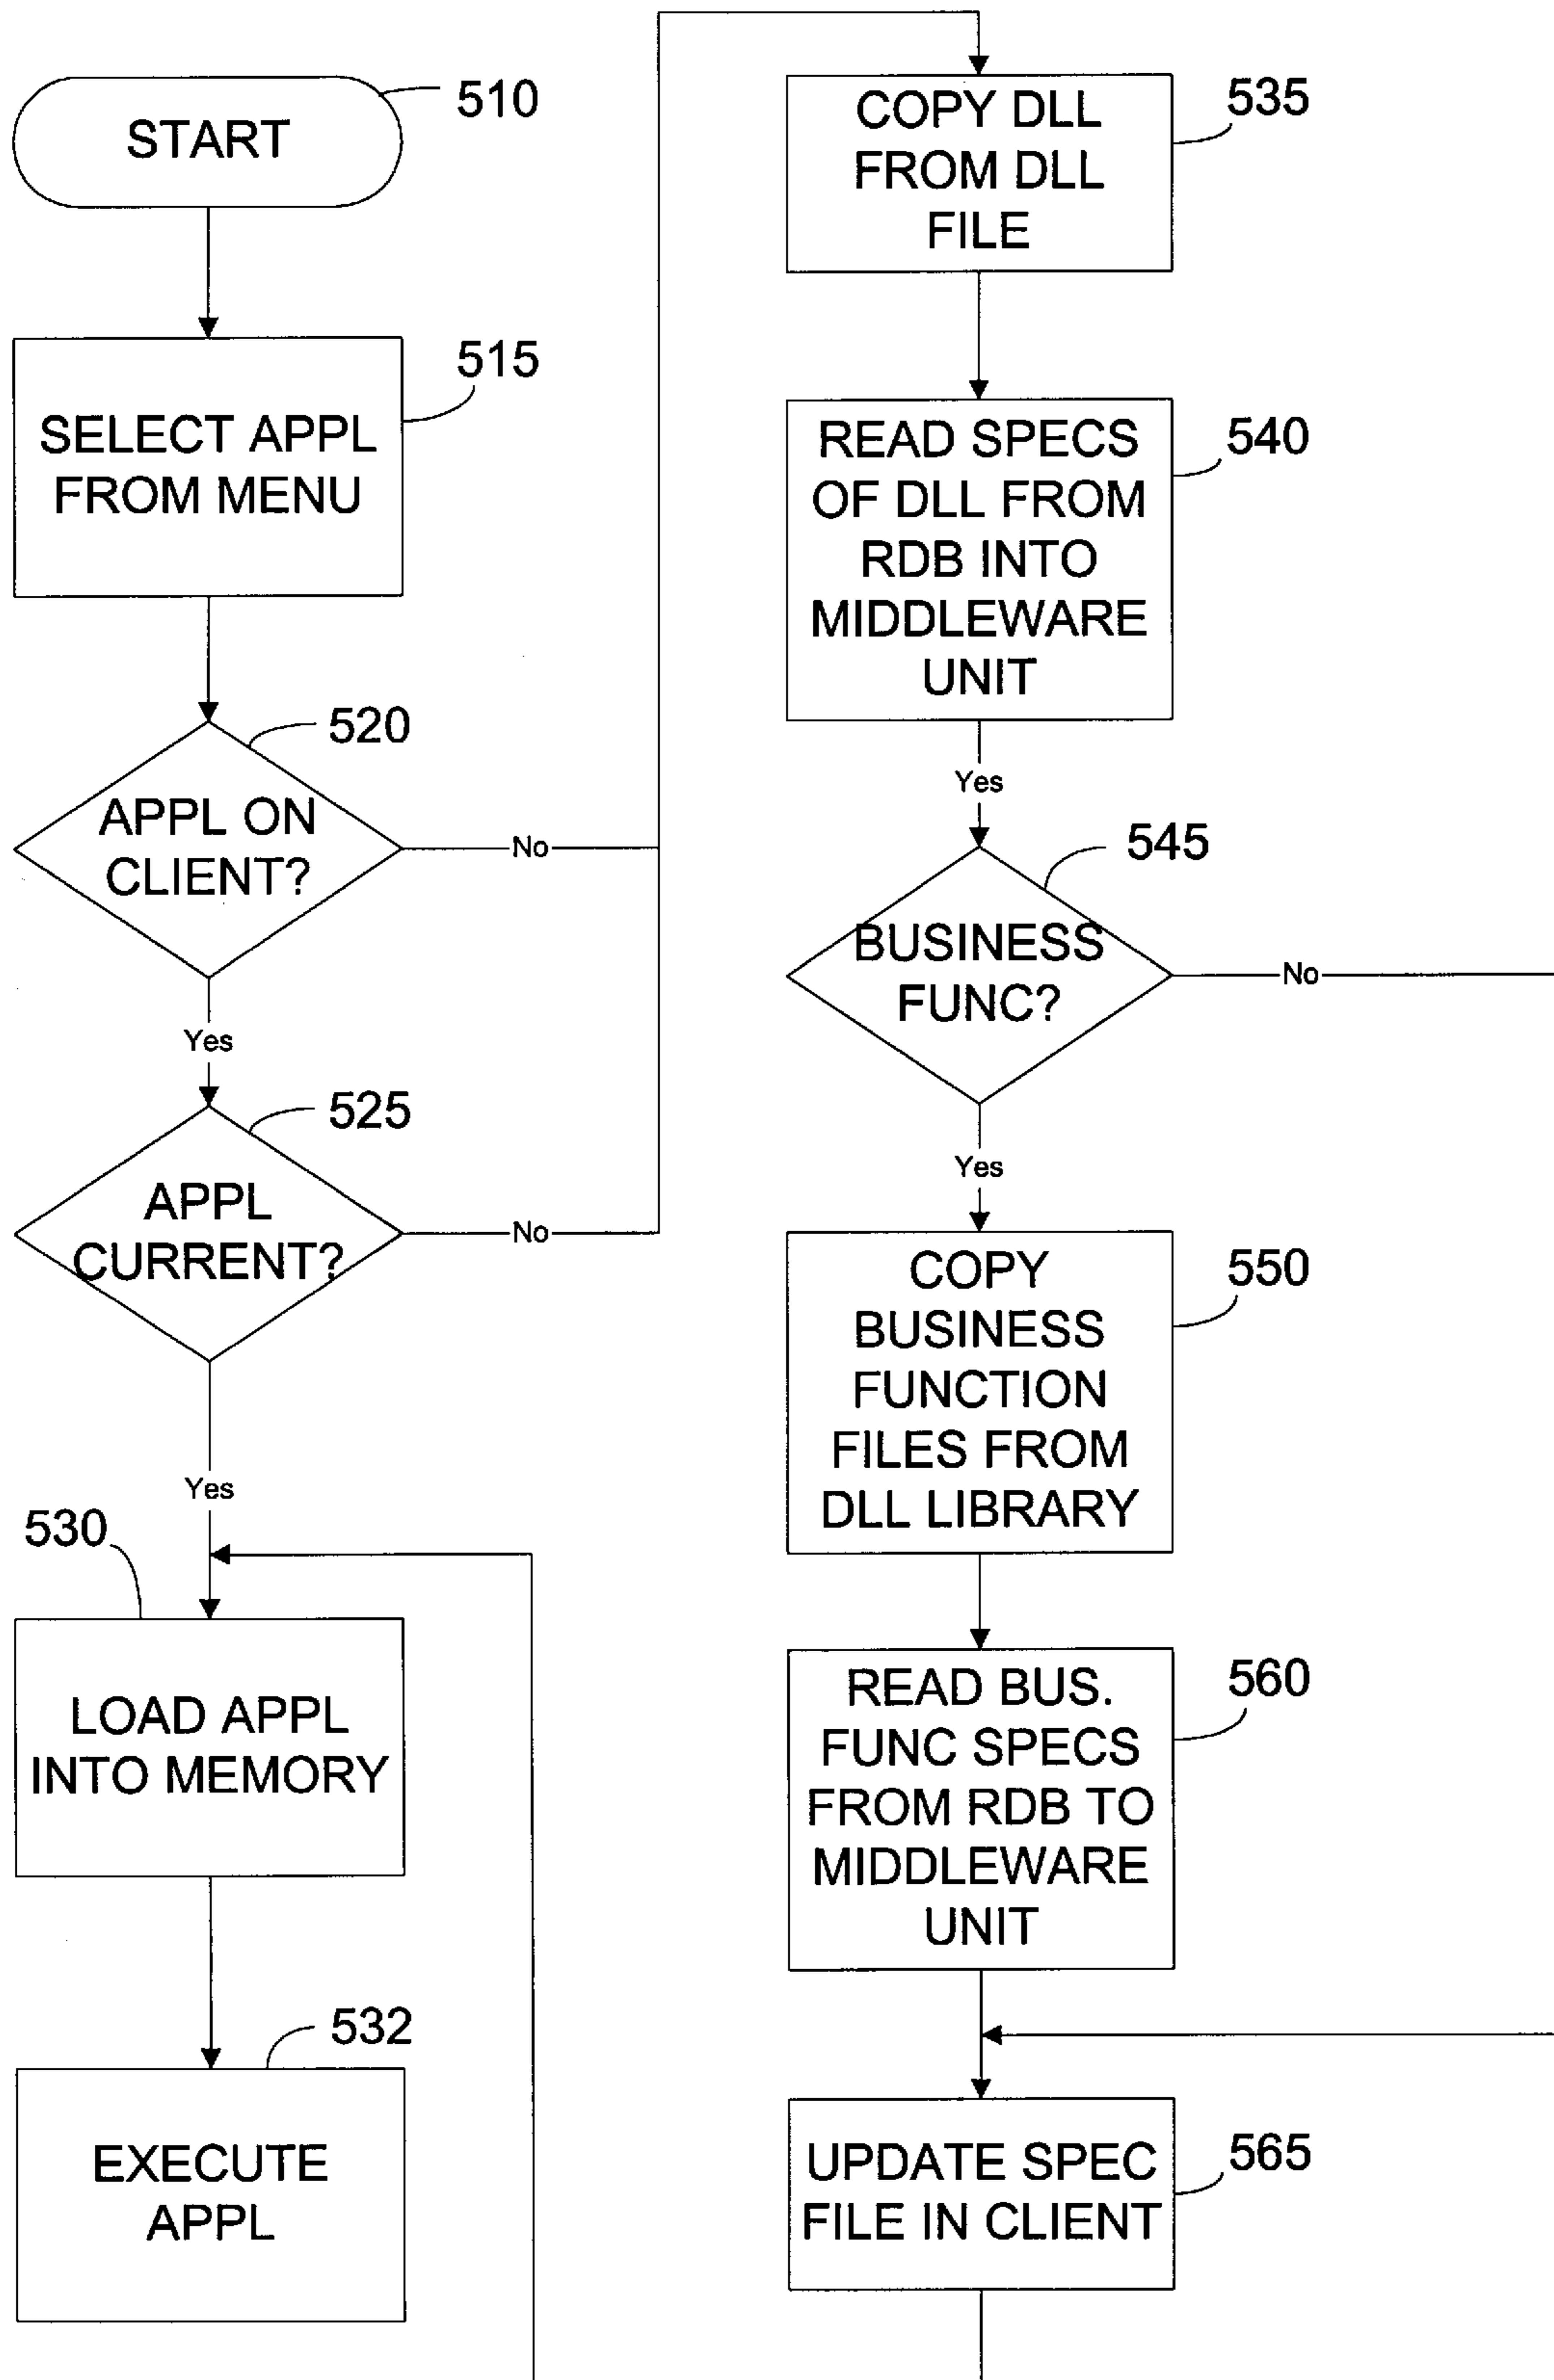 START
510
SELECT APPL
FROM MENU
515
APPL ON
CLIENT?
520
No
Yes
APPL
CURRENT?
525
No
Yes
530
LOAD APPL
INTO MEMORY
532
EXECUTE
APPL
COPY DLL
FROM DLL
FILE
535
READ SPECS
OF DLL FROM
RDB INTO
MIDDLEWARE
UNIT
540
Yes
545
BUSINESS
FUNC?
No
Yes
COPY
BUSINESS
FUNCTION
FILES FROM
DLL LIBRARY
550
READ BUS.
FUNC SPECS
FROM RDB TO
MIDDLEWARE
UNIT
560
UPDATE SPEC
FILE IN CLIENT
565